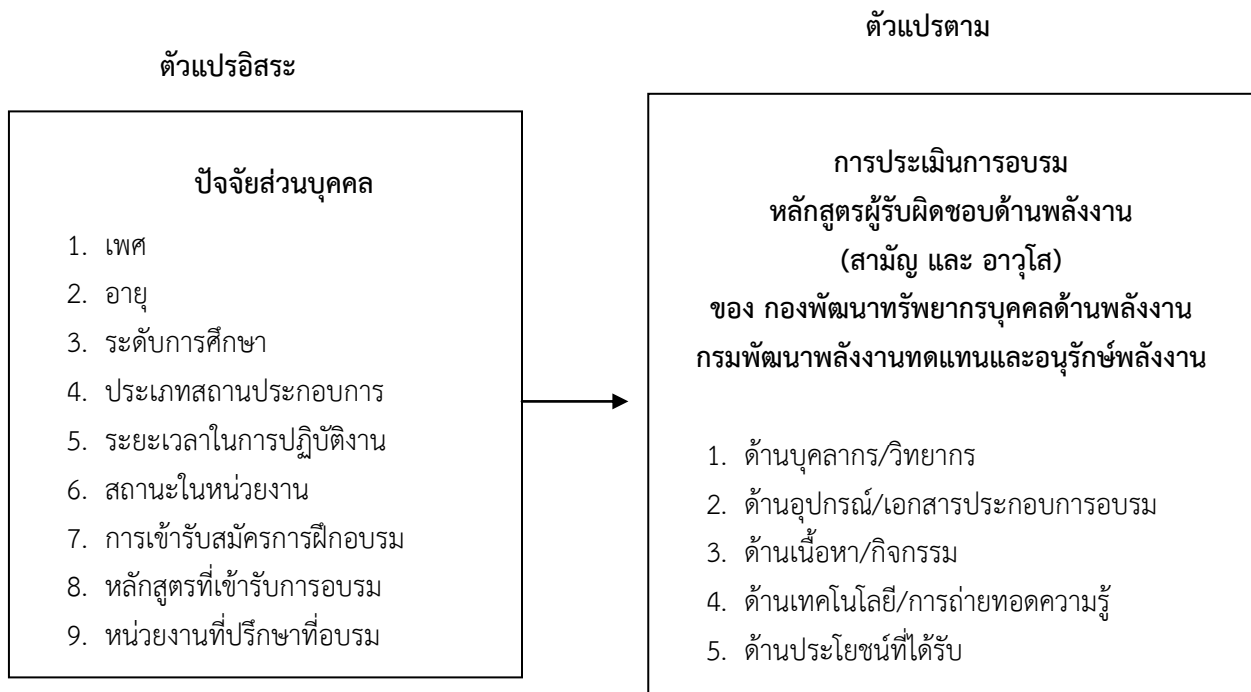 ตัวแปรอิสระ
ปัจจัยส่วนบุคคล
1. เพศ
2. อายุ
3. ระดับการศึกษา
4. ประเภทสถานประกอบการ
5. ระยะเวลาในการปฏิบัติงาน
6. สถานะในหน่วยงาน
7. การเข้ารับสมัครการฝึกอบรม
8. หลักสูตรที่เข้ารับการอบรม
9. หน่วยงานที่ปรึกษาที่อบรม
ตัวแปรตาม
การประเมินการอบรม
หลักสูตรผู้รับผิดชอบด้านพลังงาน
(สามัญ และ อาวุโส)
ของ กองพัฒนาทรัพยากรบุคคลด้านพลังงาน
กรมพัฒนาพลังงานทดแทนและอนุรักษ์พลังงาน
1. ด้านบุคลากร/วิทยากร
2. ด้านอุปกรณ์/เอกสารประกอบการอบรม
3. ด้านเนื้อหา/กิจกรรม
4. ด้านเทคโนโลยี/การถ่ายทอดความรู้
5. ด้านประโยชน์ที่ได้รับ